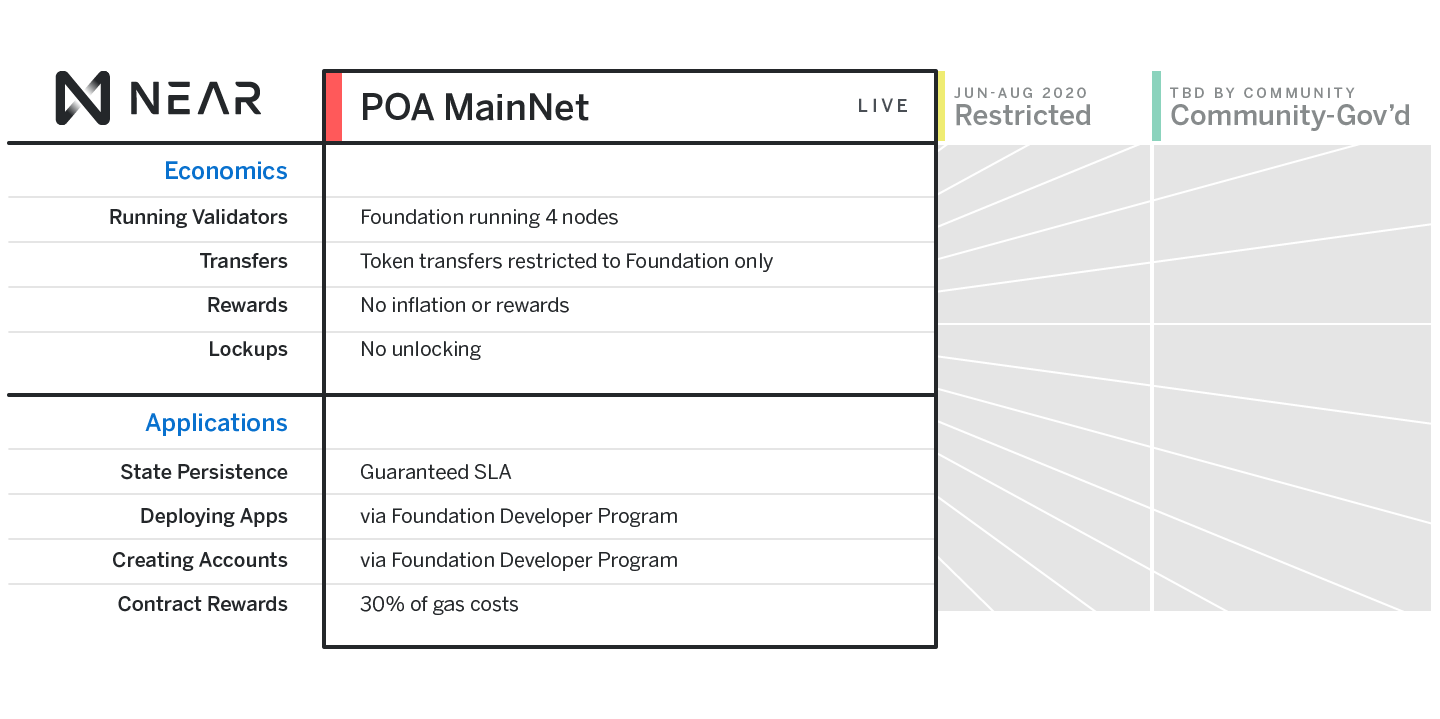 NEAR
POA MainNet
LIVE
JUN-AUG 2020
Restricted
TBD BY COMMUNITY
Community-Gov’d
Economics
Running Validators Foundation running 4 nodes
Transfers Token transfers restricted to Foundation only
Rewards No inflation or rewards
Lockups No unlocking
Applications
State Persistence Guaranteed SLA
Deploying Apps via Foundation Developer Program
Creating Accounts via Foundation Developer Program
Contract Rewards 30% of gas costs